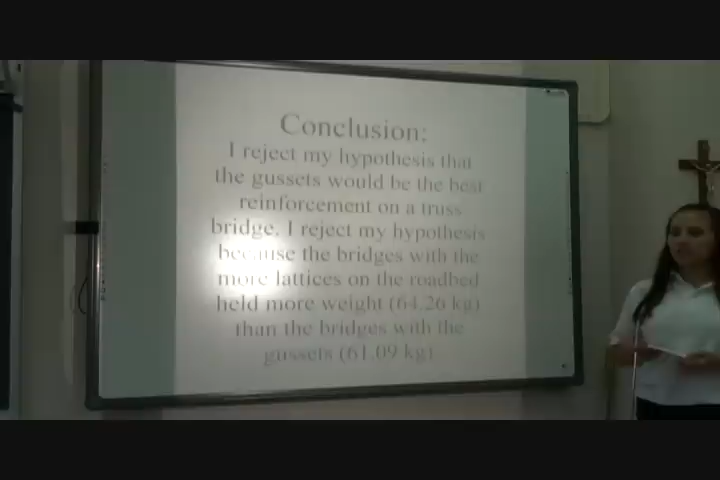 Conclusion:
I reject my hypothesis that
the gussets would be the best
reinforcement on a truss
bridge. I reject my hypothesis
because the bridges with the
more lattices on the roadbed
held more weight (64.26 kg)
than the bridges with the
gussets (61.09 kg)